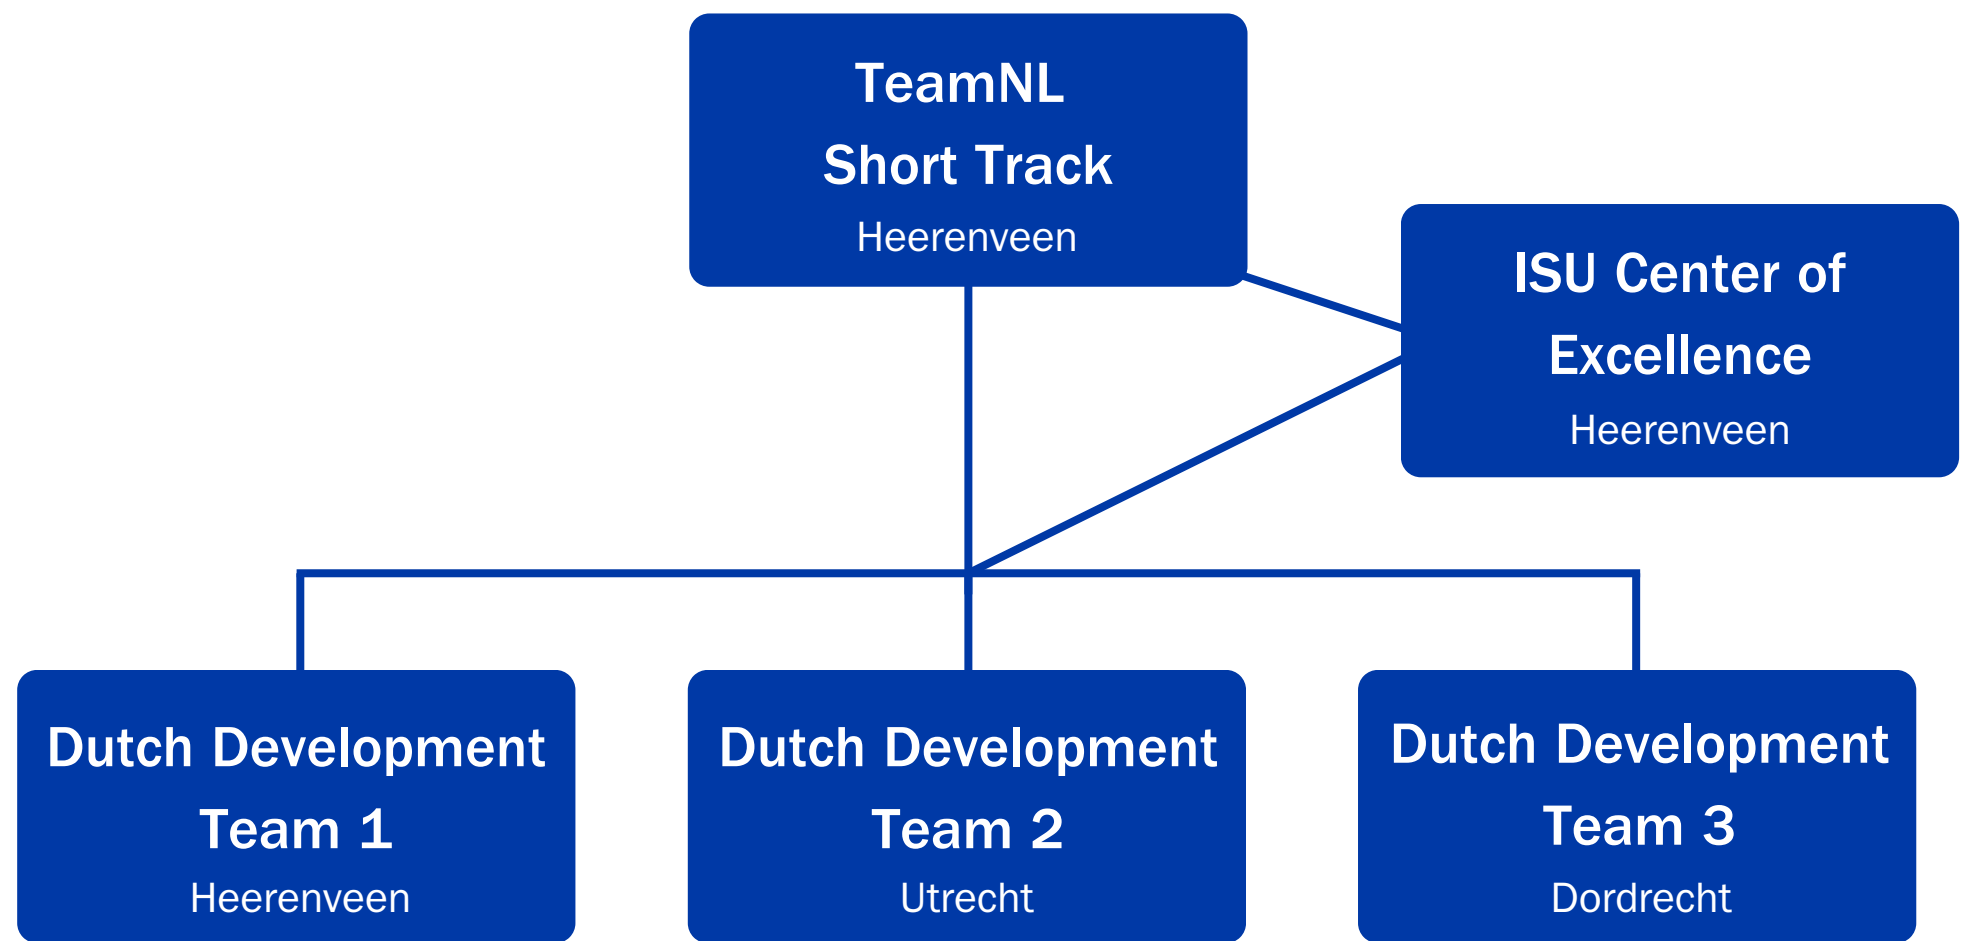 TeamNL
Short Track
Heerenveen
ISU Center of
Excellence
Heerenveen
Dutch Development
Team 1
Heerenveen
Dutch Development
Team 2
Utrecht
Dutch Development
Team 3
Dordrecht